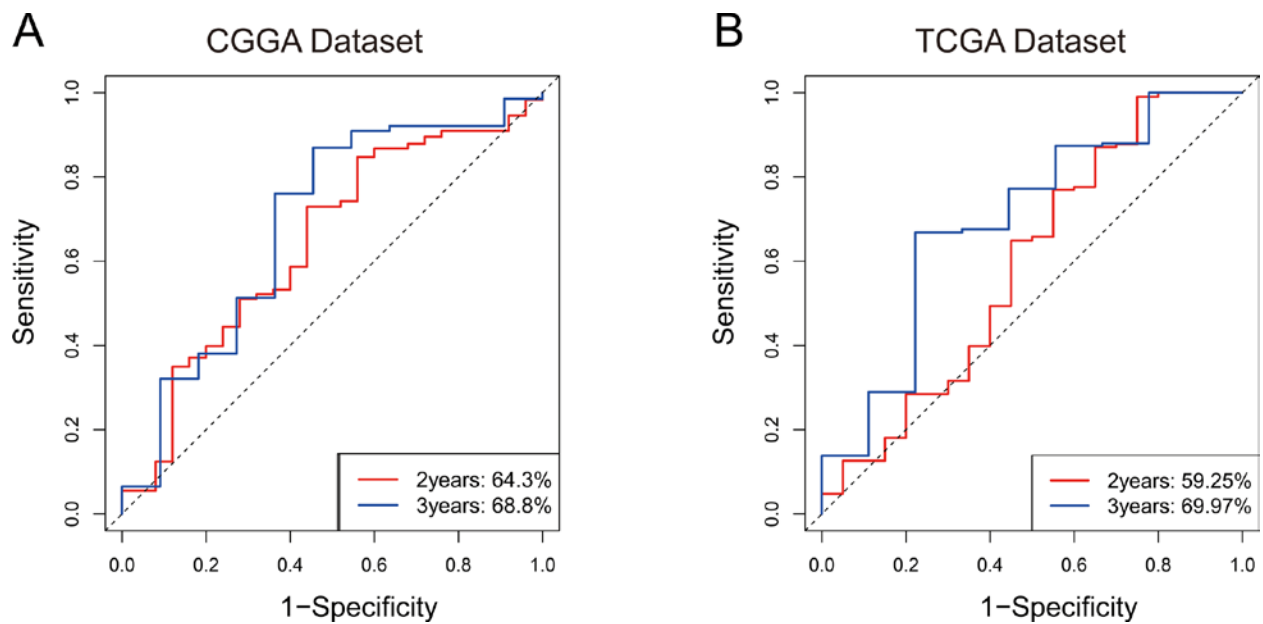 A
CGGA Dataset
Sensitivity
0.0
0.2
0.4
0.6
0.8
1.0
2years: 64.3%
3years: 68.8%
0.0 0.2 0.4 0.6 0.8 1.0
1−Specificity
B
TCGA Dataset
Sensitivity
0.0
0.2
0.4
0.6
0.8
1.0
2years: 59.25%
3years: 69.97%
0.0 0.2 0.4 0.6 0.8 1.0
1−Specificity